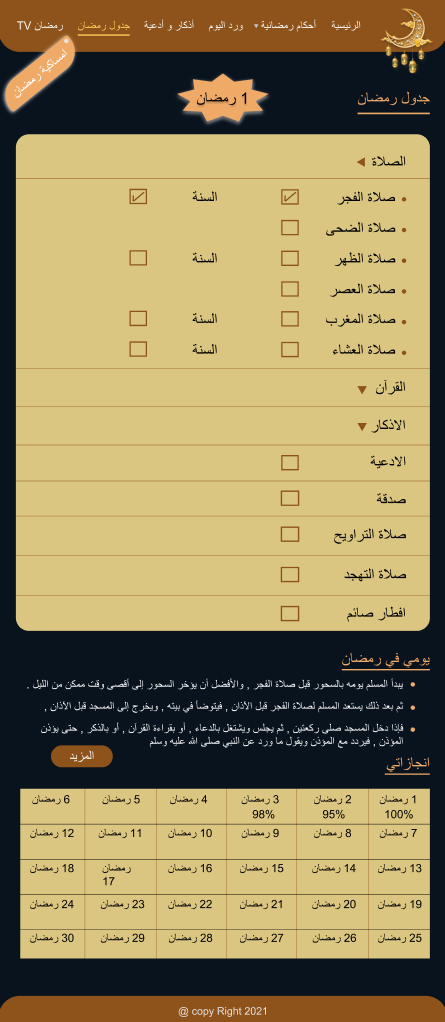 الرئيسية أحكام رمضانية ورد اليوم أذكار و أدعية جدول رمضان رمضان TV
امساكية رمضان
جدول رمضان
1 رمضان
الصلاة
صلاة الفجر السنة
صلاة الضحى
صلاة الظهر السنة
صلاة العصر
صلاة المغرب السنة
صلاة العشاء السنة
القرآن
الاذكار
الادعية
صدقة
صلاة التراويح
صلاة التهجد
افطار صائم
يومي في رمضان
يبدأ المسلم يومه بالسحور قبل صلاة الفجر , والأفضل أن يؤخر السحور إلى أقصى وقت ممكن من الليل .
ثم بعد ذلك يستعد المسلم لصلاة الفجر قبل الأذان , فيتوضأ في بيته , ويخرج إلى المسجد قبل الأذان ,
فإذا دخل المسجد صلى ركعتين , ثم يجلس ويشتغل بالدعاء , أو بقراءة القران , أو بالذكر , حتى يؤذن
المؤذن , فيردد مع المؤذن ويقول ما ورد عن النبي صلى الله عليه وسلم
المزيد
انجازاتي
1 رمضان 2 رمضان 3 رمضان 4 رمضان 5 رمضان 6 رمضان
100% 95% 98%
7 رمضان 8 رمضان 9 رمضان 10 رمضان 11 رمضان 12 رمضان
13 رمضان 14 رمضان 15 رمضان 16 رمضان رمضان 18 رمضان
17
19 رمضان 20 رمضان 21 رمضان 22 رمضان 23 رمضان 24 رمضان
25 رمضان 26 رمضان 27 رمضان 28 رمضان 29 رمضان 30 رمضان
@ copy Right 2021